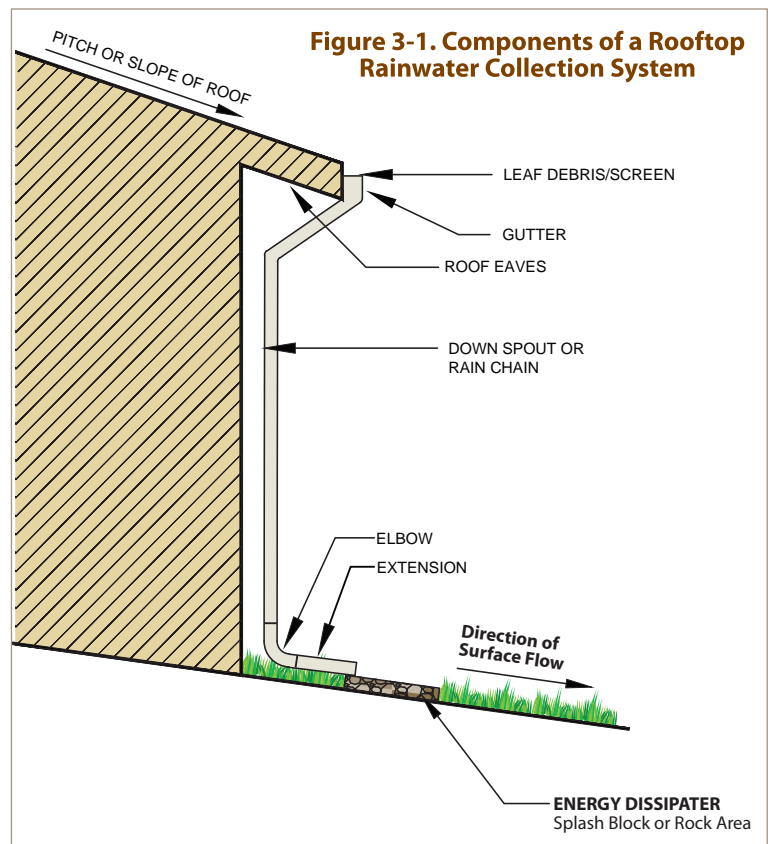 Figure 3-1. Components of a Rooftop
Rainwater Collection System
PITCH OR SLOPE OF ROOF
LEAF DEBRIS/SCREEN
GUTTER
ROOF EAVES
DOWN SPOUT OR
RAIN CHAIN
ELBOW
EXTENSION
Direction of
Surface Flow
ENERGY DISSIPATER
Splash Block or Rock Area